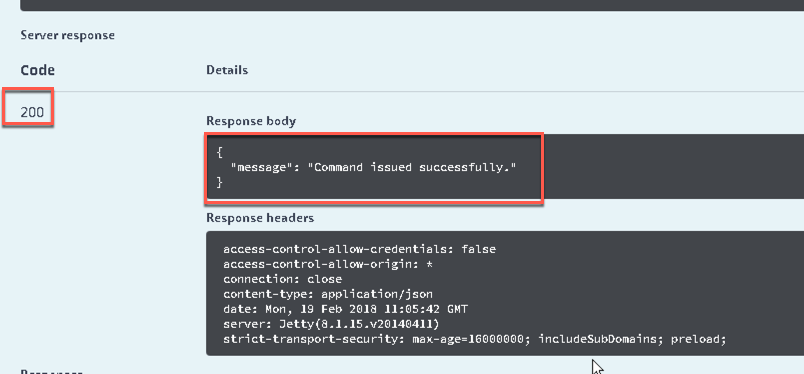 Server response
Code
Details
200
Response body
{
"message": "Command issued successfully."
}
Response headers
access-control-allow-credentials: false
access-control-allow-origin: *
connection: close
content-type: application/json
date: Mon, 19 Feb 2018 11:05:42 GMT
server: Jetty(8.1.15.v20140411)
strict-transport-security: max-age=16000000; includeSubDomains; preload;